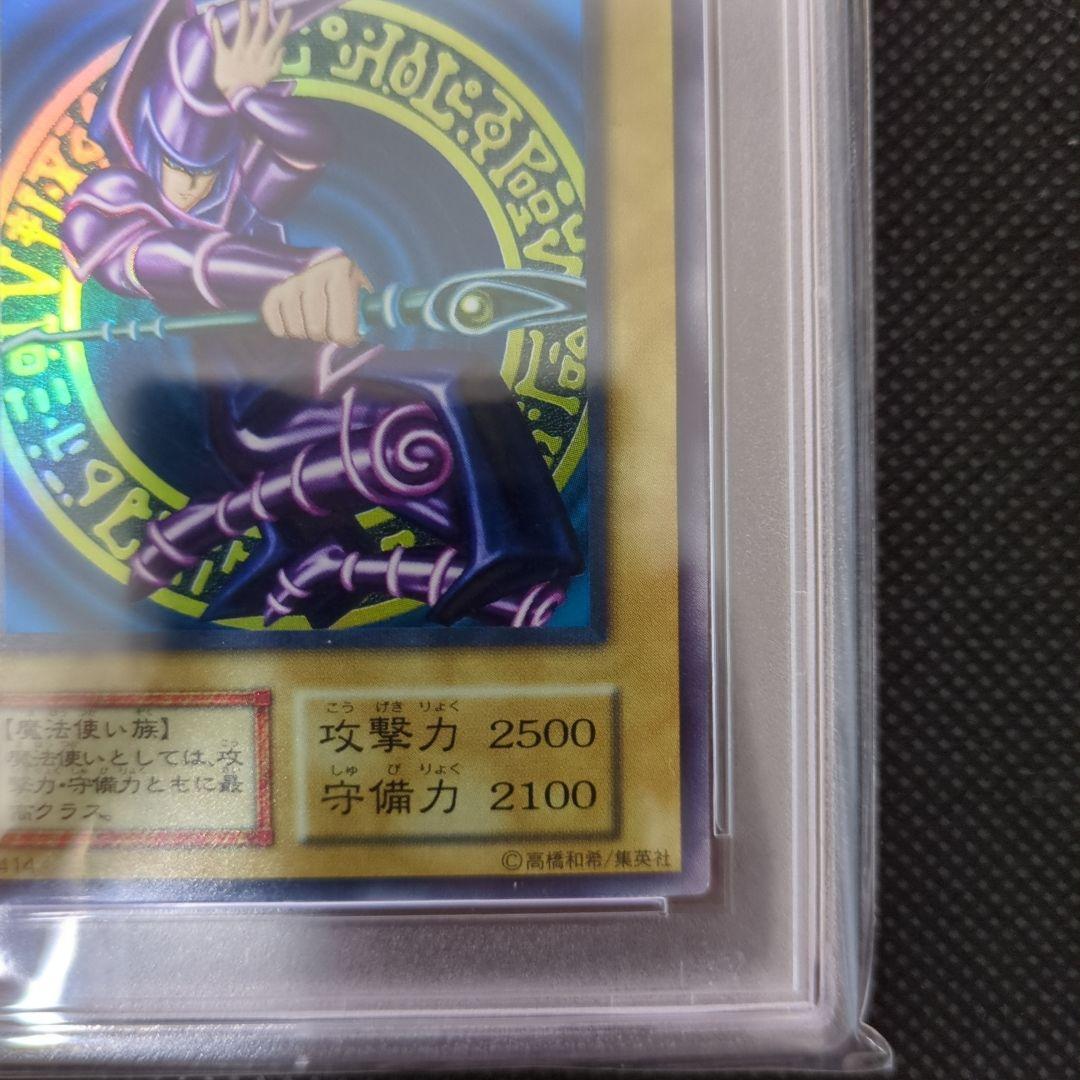 【魔法使い族】
魔法使いとしては、攻
撃力・守備力ともに最
高クラス。
こう げき りょく
攻撃力 2500
しゅ び りょく
守備力 2100
414
©高橋和希/集英社